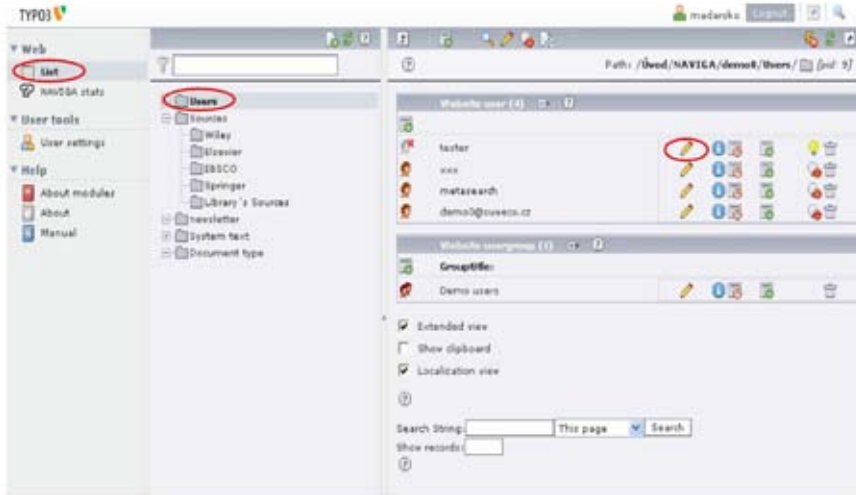 TYPO3
madarska Logout
Web
List
NAVIGA stats
User tools
User settings
Help
About modules
About
Manual
Users
Sources
Wiley
Elsevier
EBSCO
Springer
Library's Sources
newsletter
System text
Document type
Path: /Úvod/NAVIGA/demo8/Users/ [pid: 9]
Website user (4)
tester
xxx
metasearch
demo3@suweco.cz
Website usergroup (1)
Grouptitle:
Demo users
Extended view
Show clipboard
Localization view
Search String: This page Search
Show records: